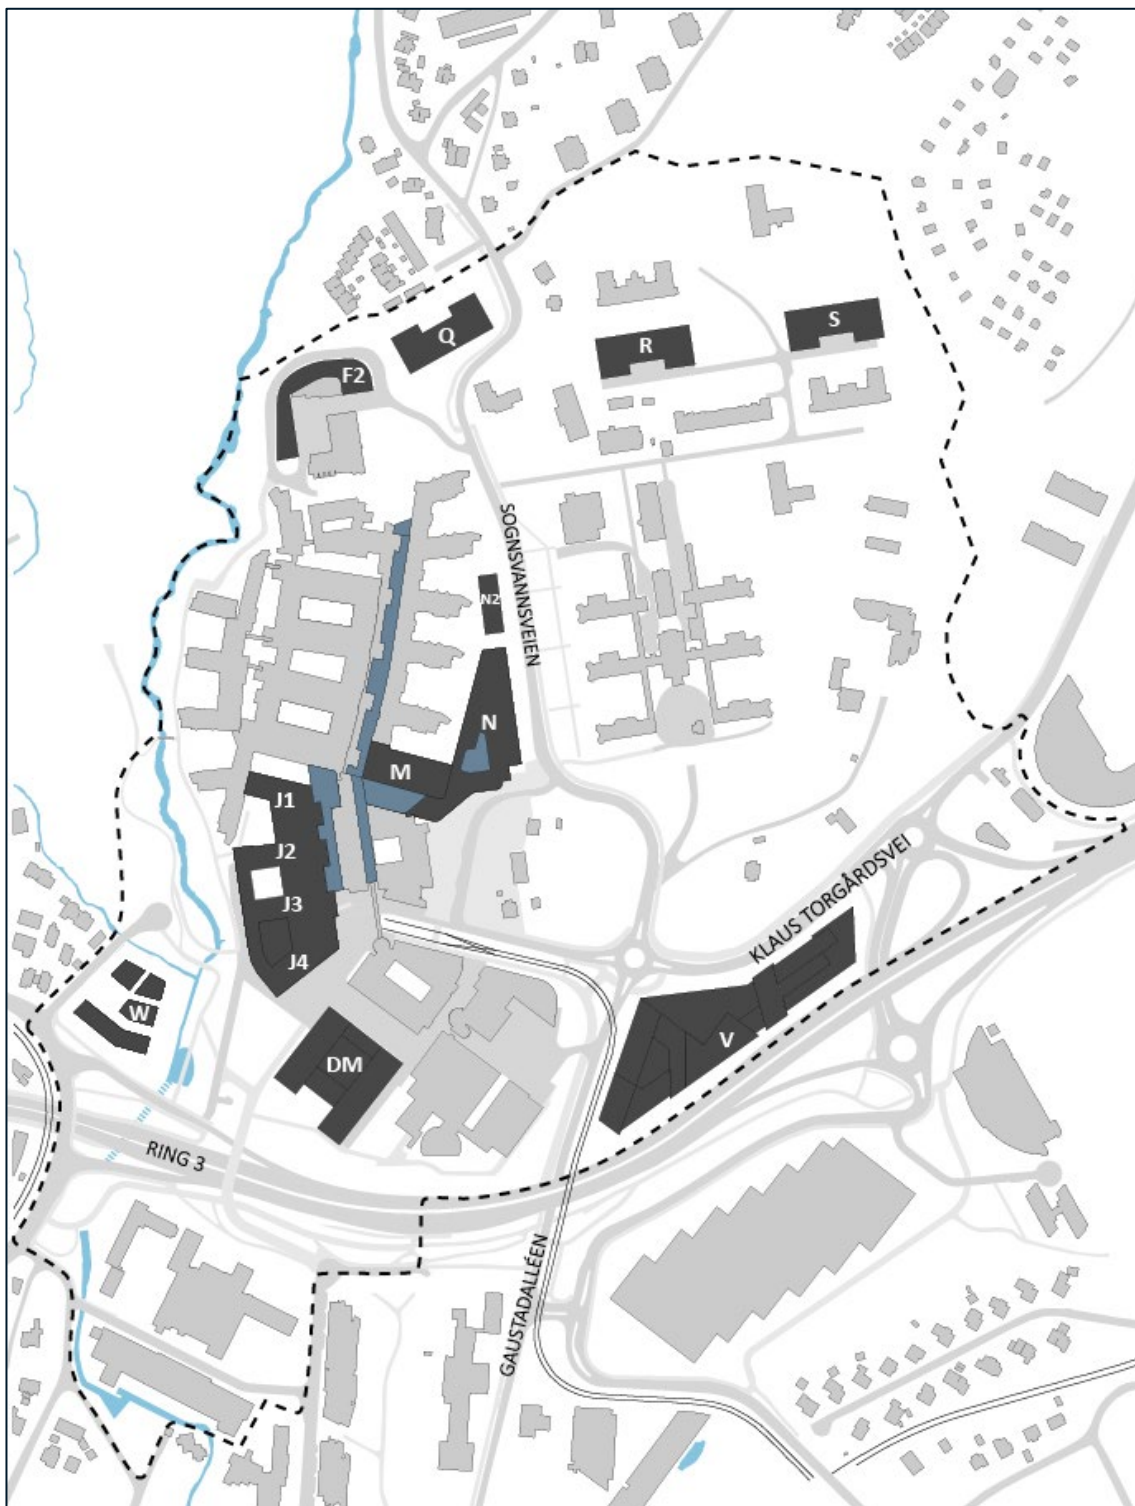 S
Q
R
F2
SOGNSVANNSVEIEN
N2
N
M
J1
J2
KLAUS TORGÅRDSVEI
J3
J4
W
V
DM
RING 3
GAUSTADALLÉEN